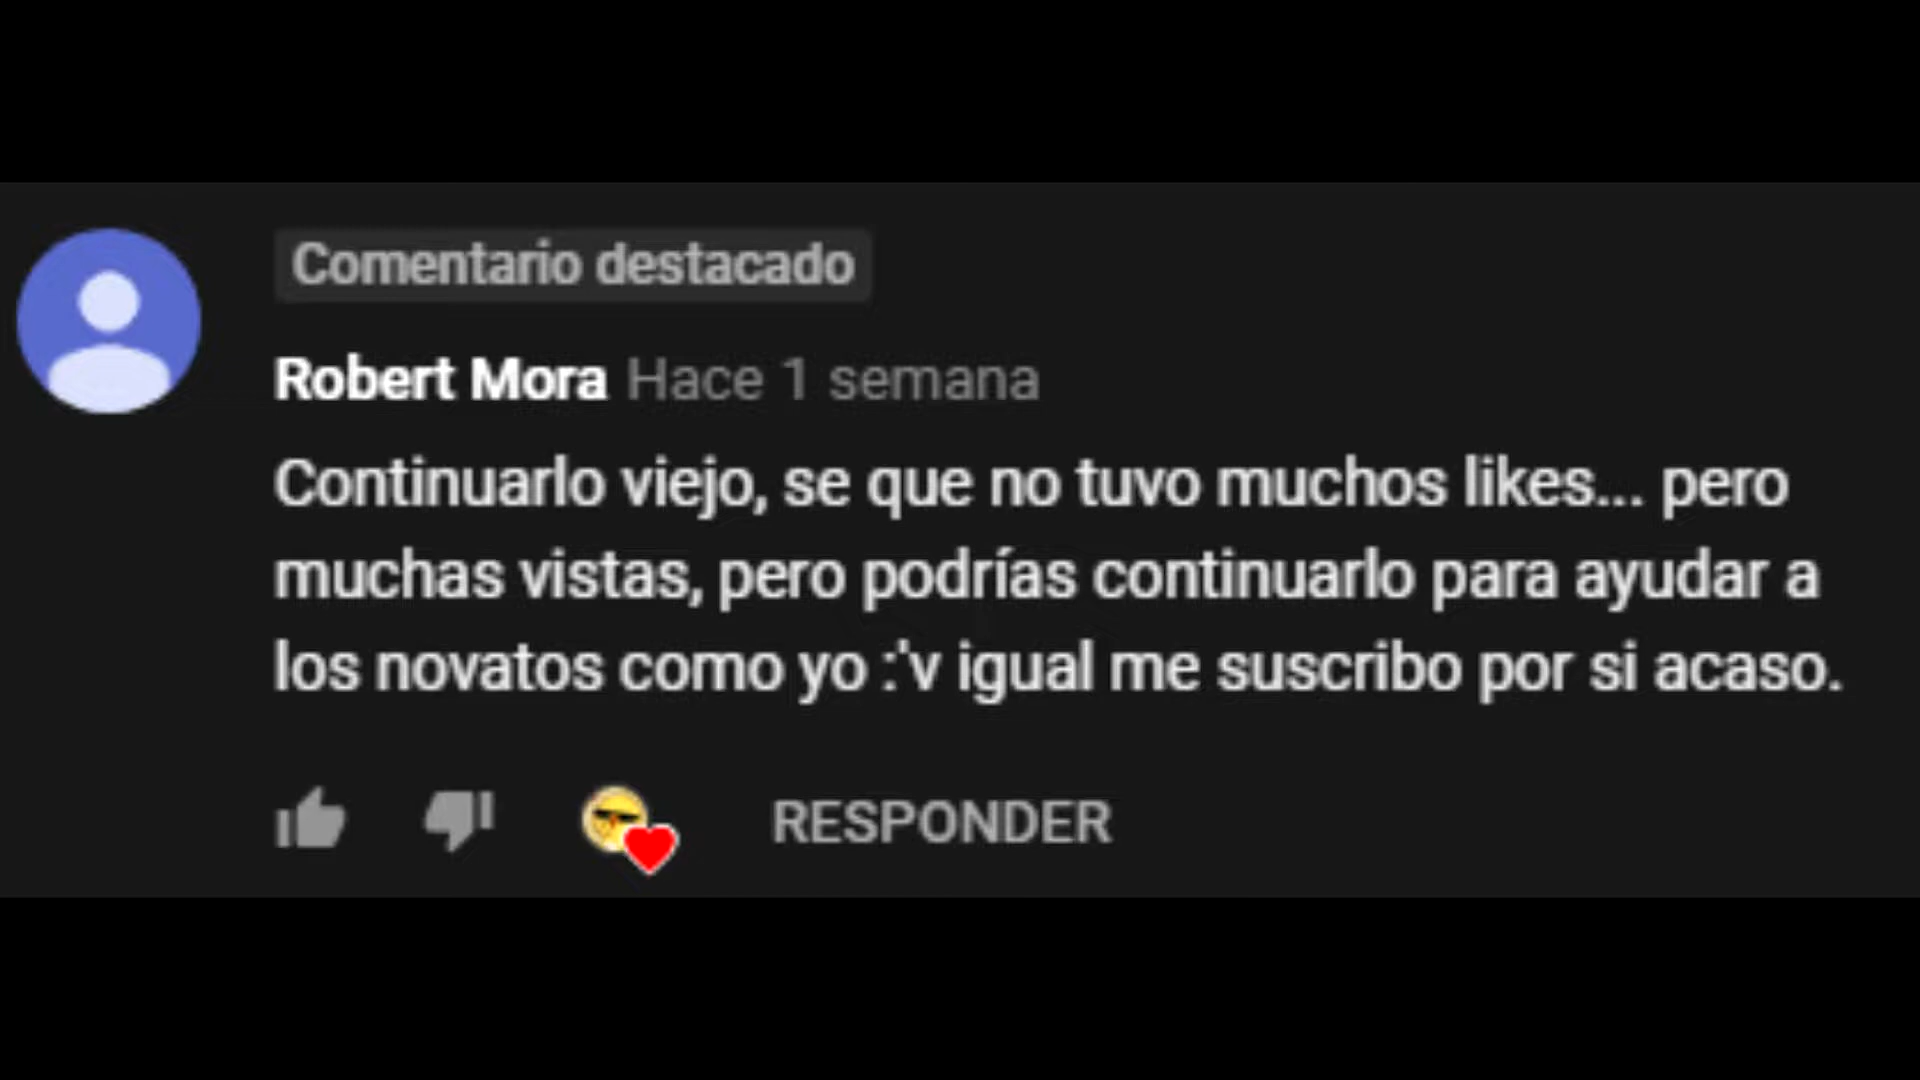 Comentario destacado
Robert Mora Hace 1 semana
Continuarlo viejo, se que no tuvo muchos likes... pero
muchas vistas, pero podrías continuarlo para ayudar a
los novatos como yo :'v igual me suscribo por si acaso.
RESPONDER